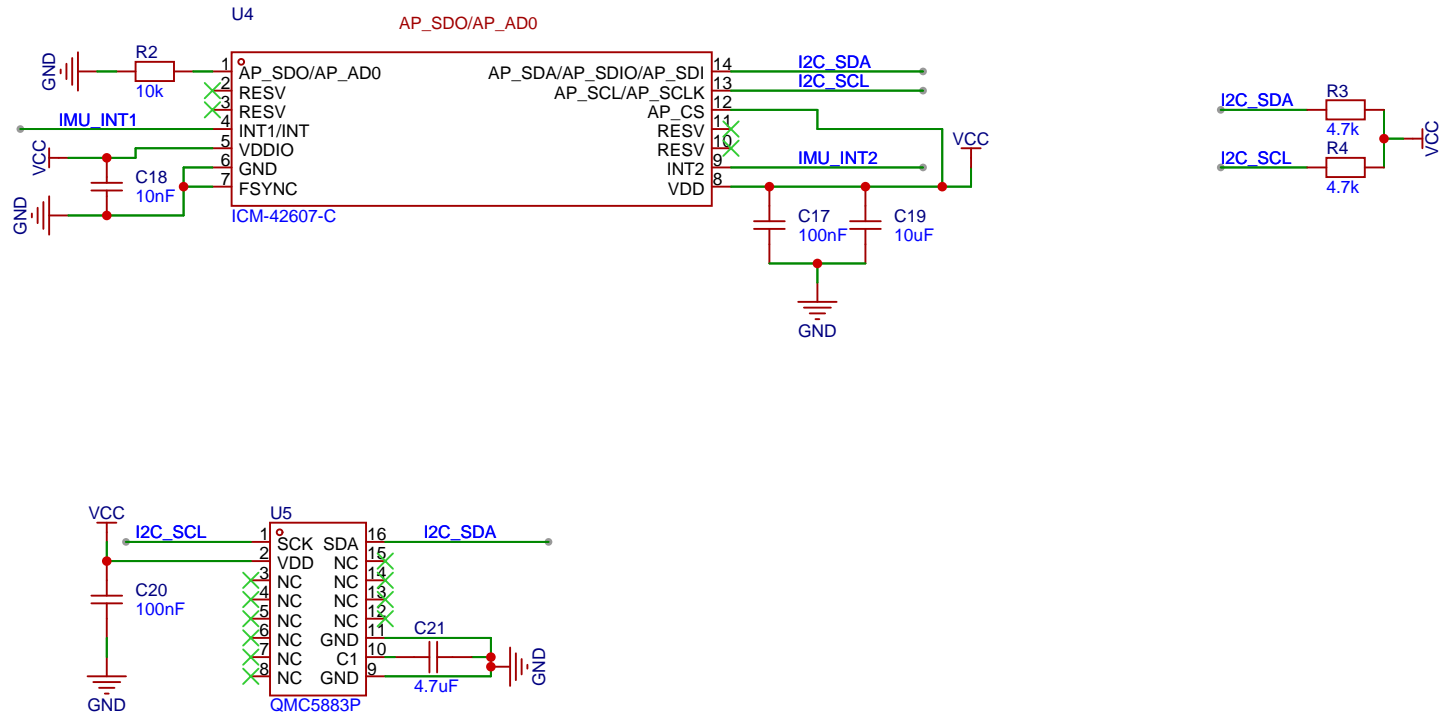 U4
AP_SDO/AP_AD0
GND
R2
10k
1
AP_SDO/AP_AD0
2
RESV
3
RESV
IMU_INT1
4
INT1/INT
VCC
5
VDDIO
6
GND
7
FSYNC
C18
10nF
GND
ICM-42607-C
AP_SDA/AP_SDIO/AP_SDI
14
I2C_SDA
AP_SCL/AP_SCLK
13
I2C_SCL
AP_CS
12
RESV
11
RESV
10
INT2
9
IMU_INT2
VDD
8
VCC
C17
100nF
C19
10uF
GND
I2C_SDA
R3
4.7k
I2C_SCL
R4
4.7k
VCC
VCC
I2C_SCL
U5
1
SCK
2
VDD
3
NC
4
NC
5
NC
6
NC
7
NC
8
NC
SDA
16
I2C_SDA
NC
15
NC
14
NC
13
NC
12
GND
11
C1
10
GND
9
C20
100nF
GND
C21
4.7uF
GND
QMC5883P